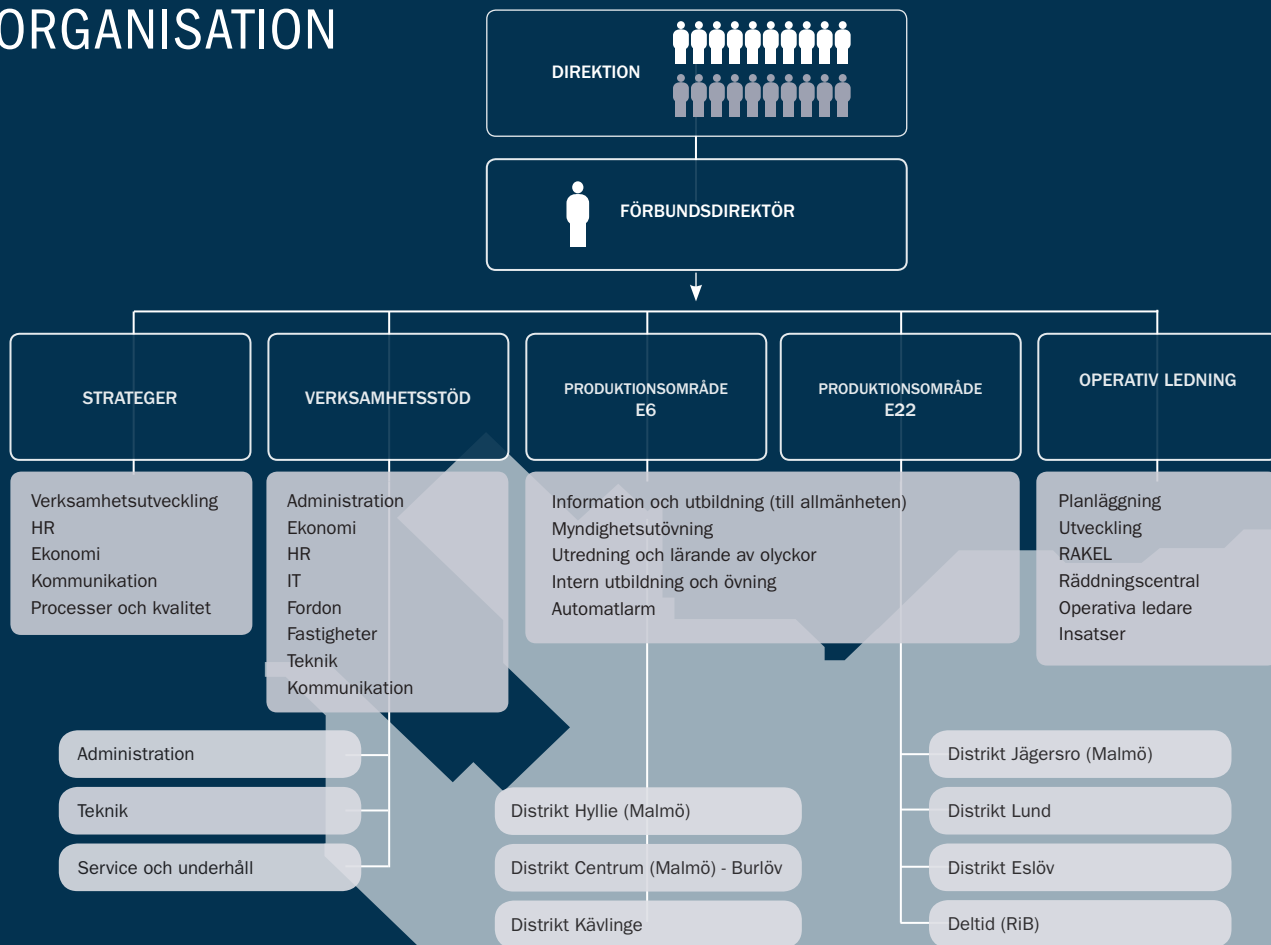 ORGANISATION
DIREKTION
FÖRBUNDSDIREKTÖR
STRATEGER
VERKSAMHETSSTÖD
PRODUKTIONSOMRÅDE
E6
PRODUKTIONSOMRÅDE
E22
OPERATIV LEDNING
Verksamhetsutveckling
HR
Ekonomi
Kommunikation
Processer och kvalitet
Administration
Ekonomi
HR
IT
Fordon
Fastigheter
Teknik
Kommunikation
Information och utbildning (till allmänheten)
Myndighetsutövning
Utredning och lärande av olyckor
Intern utbildning och övning
Automatlarm
Planläggning
Utveckling
RAKEL
Räddningscentral
Operativa ledare
Insatser
Administration
Teknik
Service och underhåll
Distrikt Hyllie (Malmö)
Distrikt Centrum (Malmö) - Burlöv
Distrikt Kävlinge
Distrikt Jägersro (Malmö)
Distrikt Lund
Distrikt Eslöv
Deltid (RiB)